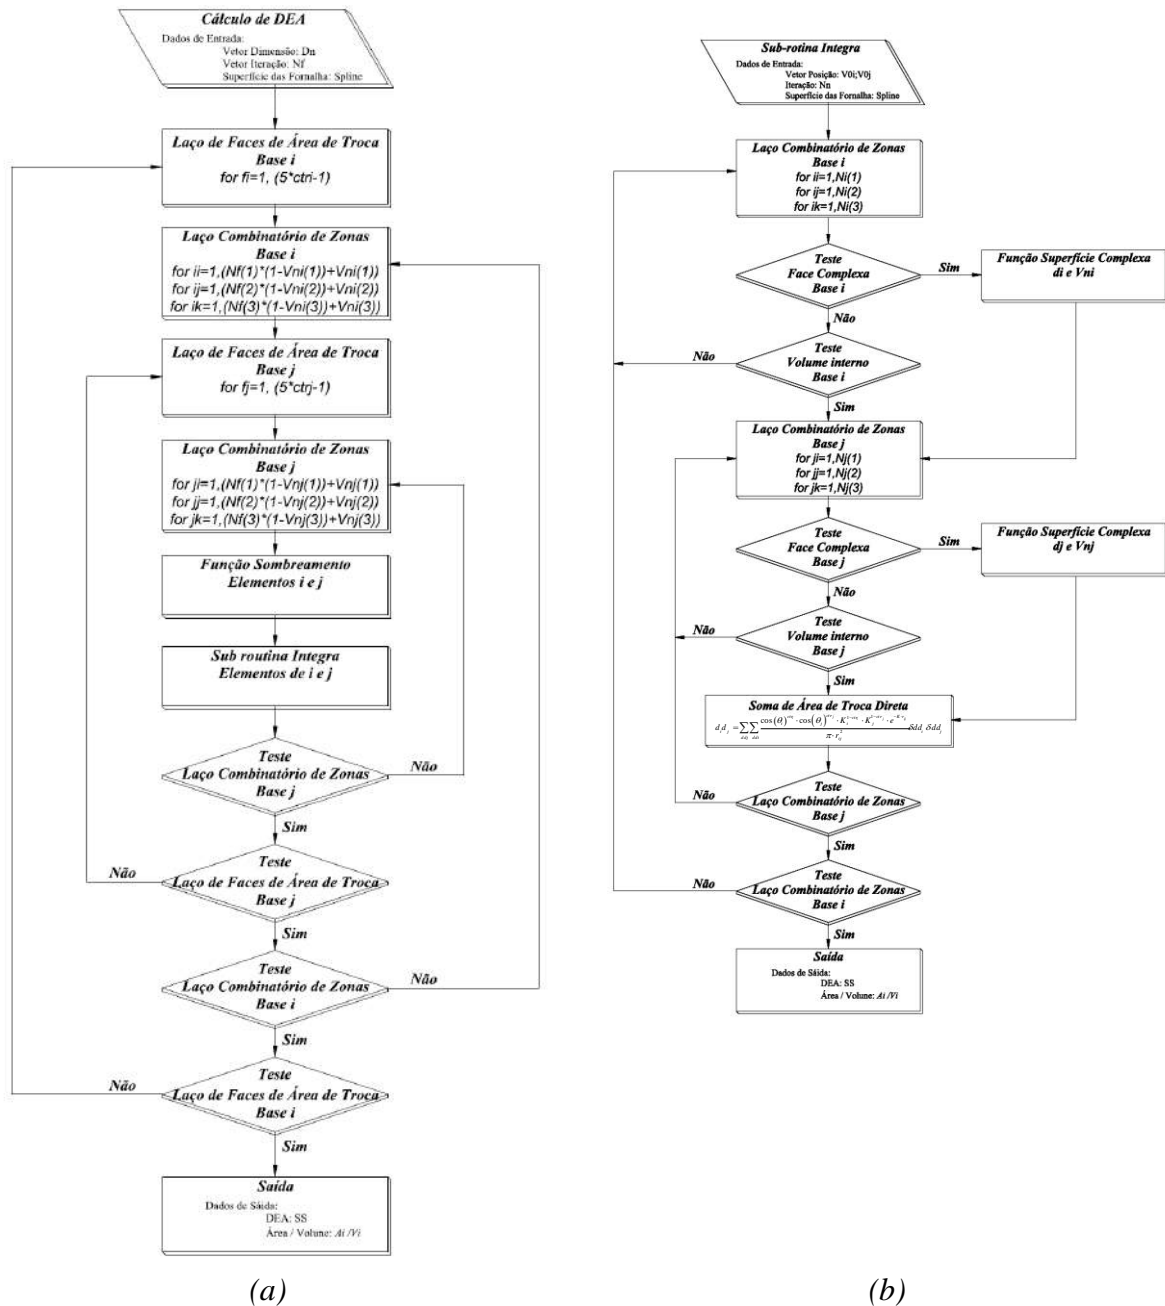 Cálculo de DEA
Dados de Entrada:
Vetor Dimensão: Dn
Vetor Iteração: Nf
Superfície das Fornalha: Spline
Laço de Faces de Área de Troca
Base i
for fi=1, (5*ctri-1)
Laço Combinatório de Zonas
Base i
for ii=1,(Nf(1)*(1-Vni(1))+Vni(1))
for ij=1,(Nf(2)*(1-Vni(2))+Vni(2))
for ik=1,(Nf(3)*(1-Vni(3))+Vni(3))
Laço de Faces de Área de Troca
Base j
for fj=1, (5*ctrj-1)
Laço Combinatório de Zonas
Base j
for ji=1,(Nf(1)*(1-Vnj(1))+Vnj(1))
for jj=1,(Nf(2)*(1-Vnj(2))+Vnj(2))
for jk=1,(Nf(3)*(1-Vnj(3))+Vnj(3))
Função Sombreamento
Elementos i e j
Sub routina Integra
Elementos de i e j
Teste
Laço Combinatório de Zonas
Base j
Não
Sim
Teste
Laço de Faces de Área de Troca
Base j
Não
Sim
Teste
Laço Combinatório de Zonas
Base i
Não
Sim
Teste
Laço de Faces de Área de Troca
Base i
Não
Sim
Saída
Dados de Sáida:
DEA: SS
Área / Volune: Ai /Vi
(a)
Sub-rotina Integra
Dados de Entrada:
Vetor Posição: V0i;V0j
Iteração: Nn
Superfície das Fornalha: Spline
Laço Combinatório de Zonas
Base i
for ii=1,Ni(1)
for ij=1,Ni(2)
for ik=1,Ni(3)
Teste
Face Complexa
Base i
Sim
Função Superfície Complexa
di e Vni
Não
Teste
Volume interno
Base i
Não
Sim
Laço Combinatório de Zonas
Base j
for ji=1,Nj(1)
for jj=1,Nj(2)
for jk=1,Nj(3)
Teste
Face Complexa
Base j
Sim
Função Superfície Complexa
dj e Vnj
Não
Teste
Volume interno
Base j
Não
Sim
Soma de Área de Troca Direta
Teste
Laço Combinatório de Zonas
Base j
Não
Sim
Teste
Laço Combinatório de Zonas
Base i
Não
Sim
Saída
Dados de Sáida:
DEA: SS
Área / Volune: Ai /Vi
(b)